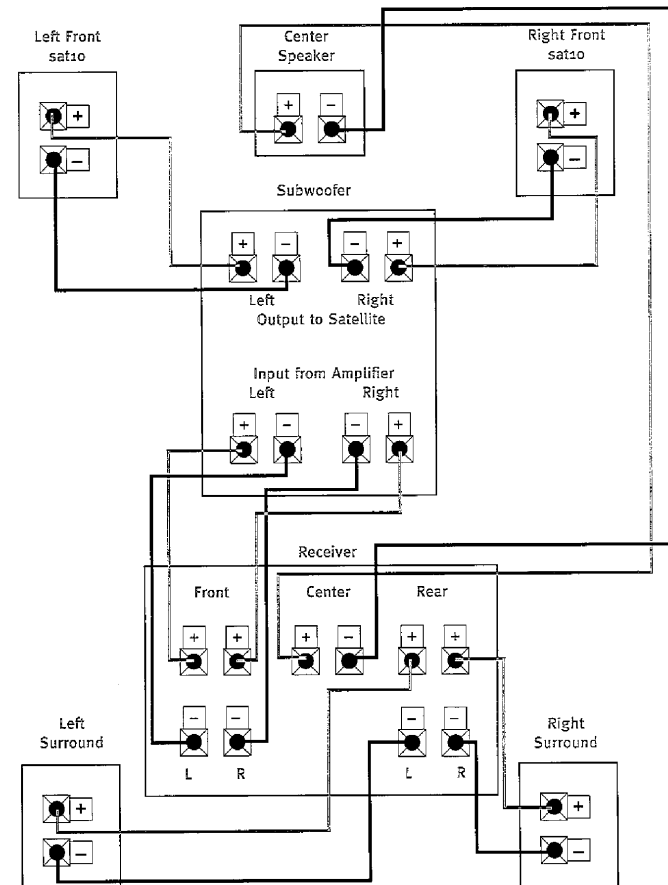 Left Front
sat10
Center
Speaker
Right Front
sat10
+
−
+
−
+
−
Subwoofer
+
−
−
+
Left
Right
Output to Satellite
Input from Amplifier
Left
Right
+
−
−
+
Receiver
Front
Center
Rear
+
+
+
−
+
+
−
−
−
−
L
R
L
R
Left
Surround
Right
Surround
+
−
+
−